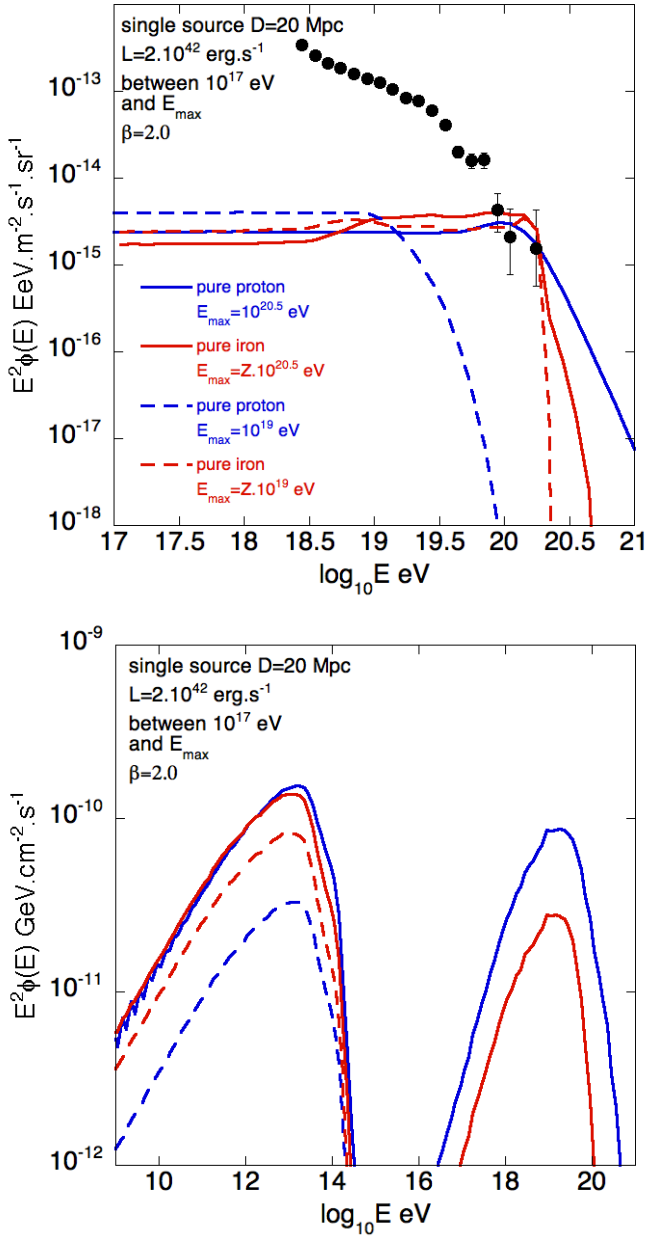 single source D=20 Mpc
L=2.10^42 erg.s^-1
between 10^17 eV
and E_max
β=2.0
10^-13
10^-14
10^-15
10^-16
10^-17
10^-18
E^2ϕ(E) EeV.m^-2.s^-1.sr^-1
pure proton
E_max=10^20.5 eV
pure iron
E_max=Z.10^20.5 eV
pure proton
E_max=10^19 eV
pure iron
E_max=Z.10^19 eV
17 17.5 18 18.5 19 19.5 20 20.5 21
log_10E eV
single source D=20 Mpc
L=2.10^42 erg.s^-1
between 10^17 eV
and E_max
β=2.0
10^-9
10^-10
10^-11
10^-12
E^2ϕ(E) GeV.cm^-2.s^-1
10 12 14 16 18 20
log_10E eV